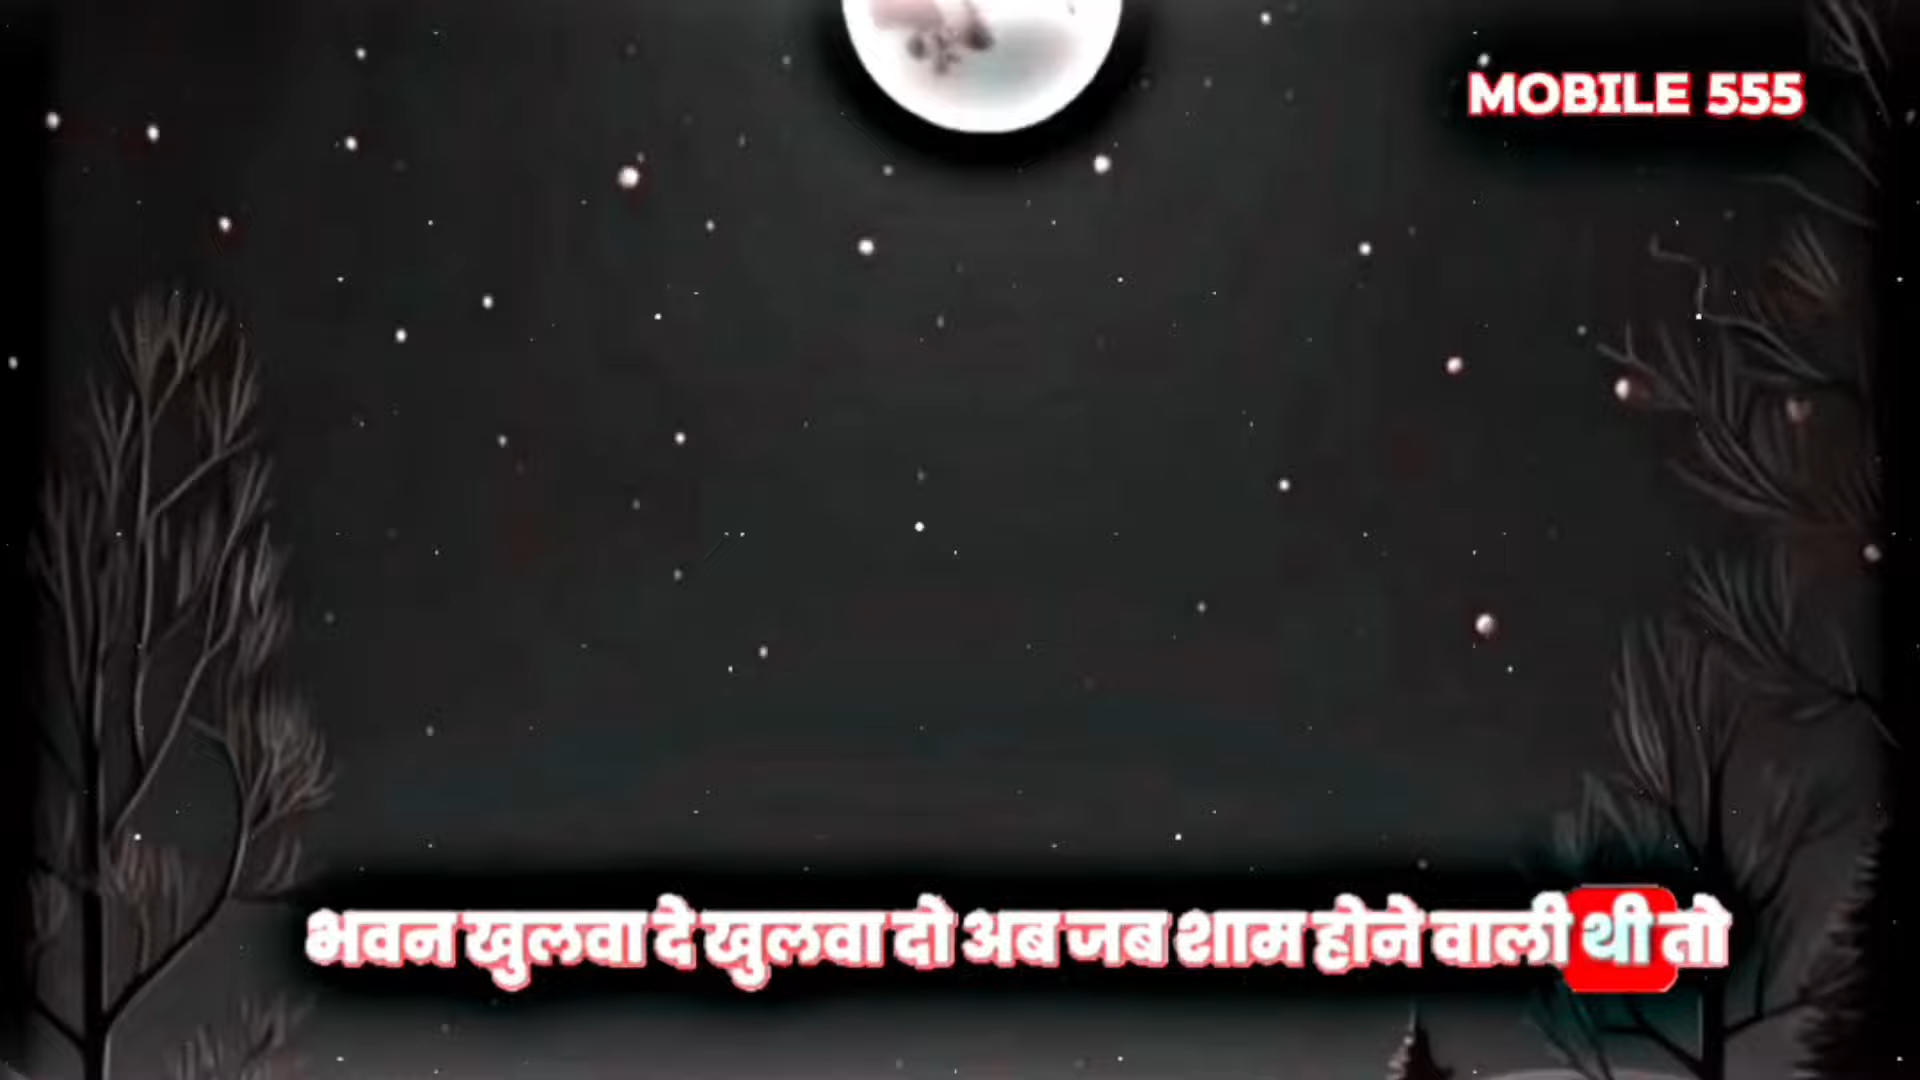 MOBILE 555
भवन खुलवा दे खुलवा दो अब जब शाम होने वाली थी तो